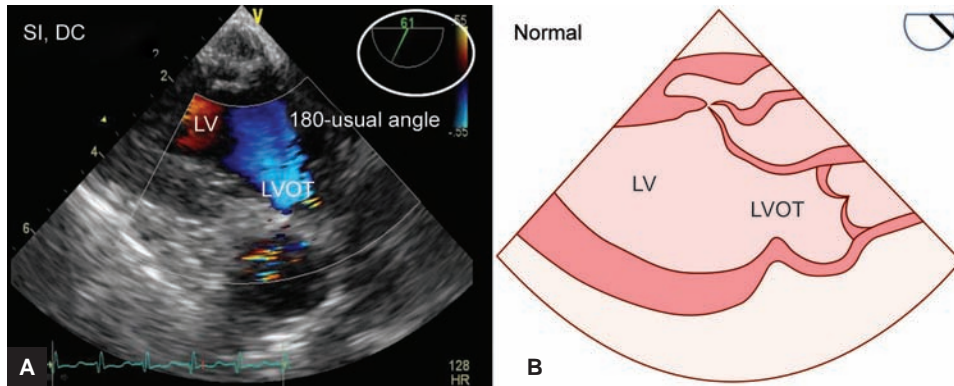 SI, DC
V
61
.55
2
180-usual angle
LV
-.55
4
LVOT
6
128
HR
A
Normal
LV
LVOT
B